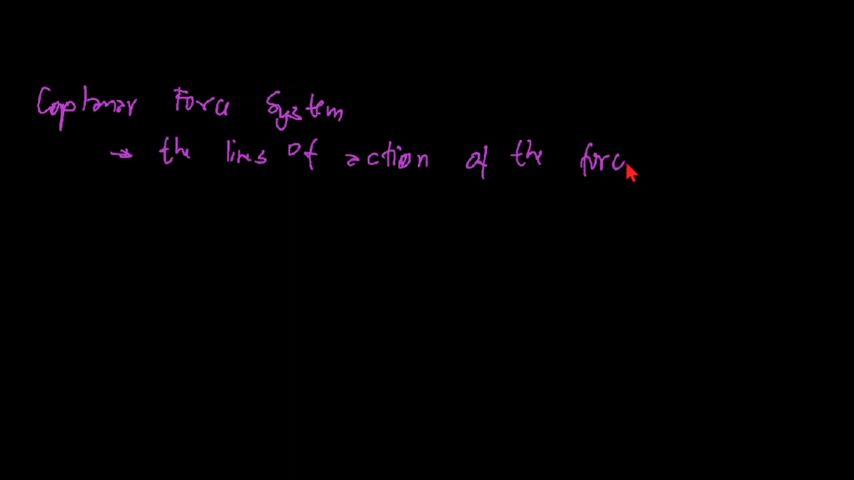 Coplanar Force System
→ the lines of action of the forc